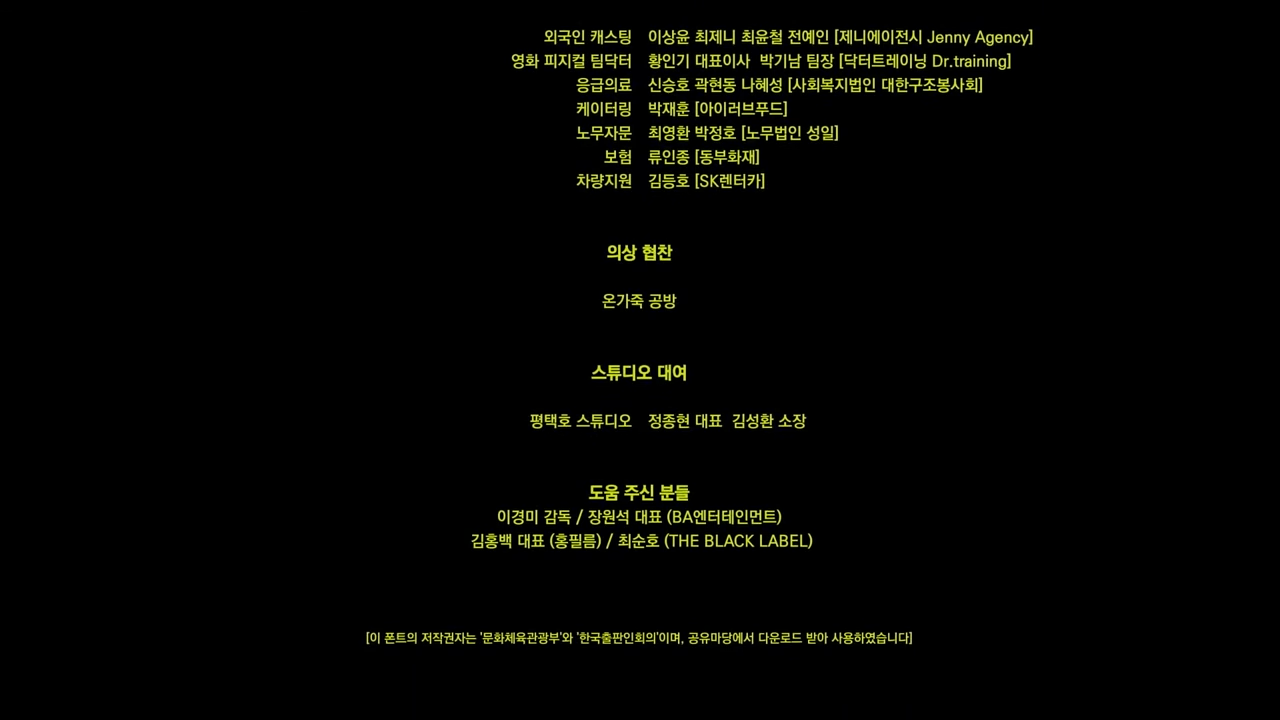 외국인 캐스팅 이상윤 최제니 최윤철 전예인 [제니에이전시 Jenny Agency]
영화 피지컬 팀닥터 황인기 대표이사 박기남 팀장 [닥터트레이닝 Dr.training]
응급의료 신승호 곽현동 나혜성 [사회복지법인 대한구조봉사회]
케이터링 박재훈 [아이러브푸드]
노무자문 최영환 박정호 [노무법인 성일]
보험 류인종 [동부화재]
차량지원 김등호 [SK렌터카]
의상 협찬
온가죽 공방
스튜디오 대여
평택호 스튜디오 정종현 대표 김성환 소장
도움 주신 분들
이경미 감독 / 장원석 대표 (BA엔터테인먼트)
김홍백 대표 (홍필름) / 최순호 (THE BLACK LABEL)
[이 폰트의 저작권자는 '문화체육관광부'와 '한국출판인회의'이며, 공유마당에서 다운로드 받아 사용하였습니다]